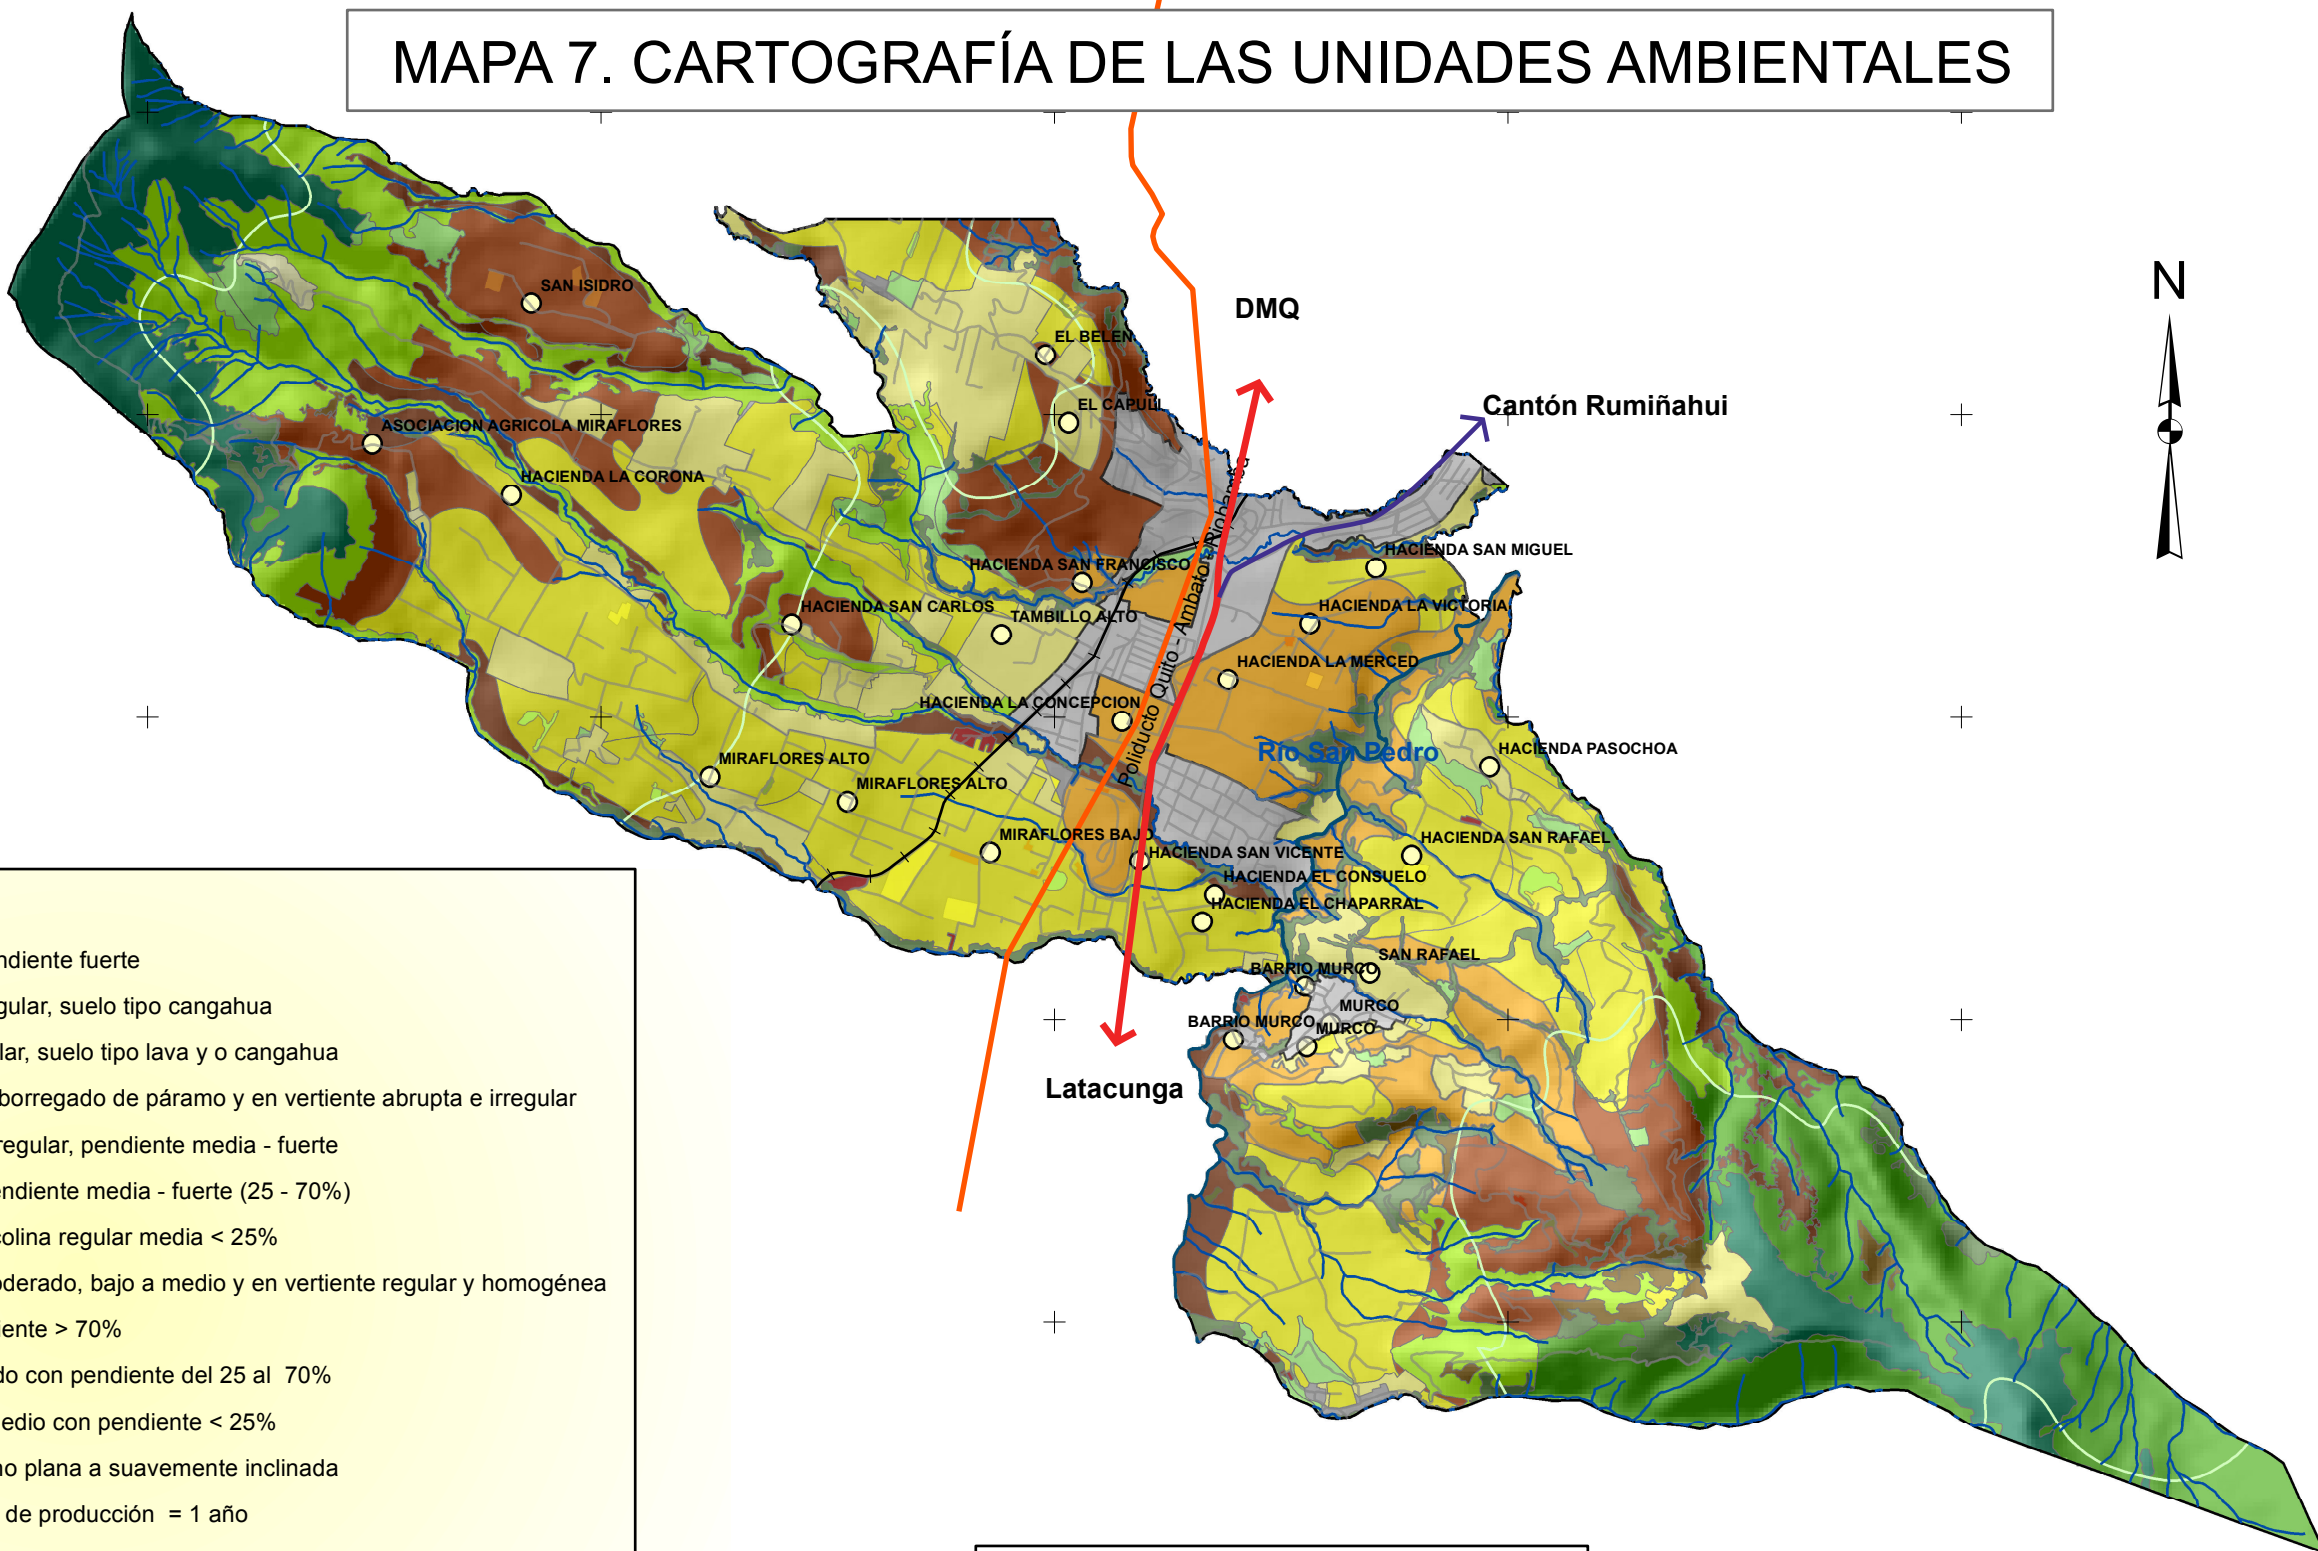 MAPA 7. CARTOGRAFÍA DE LAS UNIDADES AMBIENTALES
N
DMQ
Cantón Rumiñahui
SAN ISIDRO
EL BELEN
EL CAPULI
ASOCIACION AGRICOLA MIRAFLORES
HACIENDA LA CORONA
HACIENDA SAN MIGUEL
HACIENDA SAN FRANCISCO
HACIENDA SAN CARLOS
TAMBILLO ALTO
HACIENDA LA VICTORIA
HACIENDA LA MERCED
HACIENDA LA CONCEPCION
Poliducto Quito - Ambato - Riobamba
Río San Pedro
HACIENDA PASOCHOA
MIRAFLORES ALTO
MIRAFLORES ALTO
MIRAFLORES BAJO
HACIENDA SAN RAFAEL
HACIENDA SAN VICENTE
HACIENDA EL CONSUELO
HACIENDA EL CHAPARRAL
SAN RAFAEL
BARRIO MURCO
MURCO
BARRIO MURCO
MURCO
Latacunga
ndiente fuerte
gular, suelo tipo cangahua
lar, suelo tipo lava y o cangahua
borregado de páramo y en vertiente abrupta e irregular
regular, pendiente media - fuerte
endiente media - fuerte (25 - 70%)
colina regular media < 25%
oderado, bajo a medio y en vertiente regular y homogénea
iente > 70%
do con pendiente del 25 al 70%
edio con pendiente < 25%
no plana a suavemente inclinada
de producción = 1 año